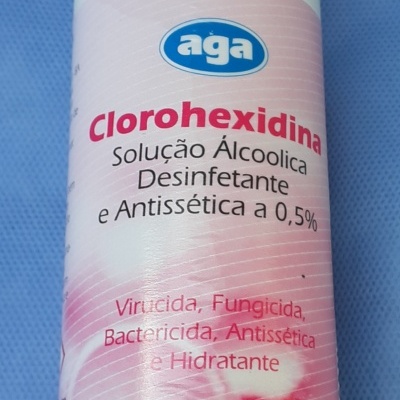 aga
Clorohexidina
Solução Álcoolica
Desinfetante
e Antissética a 0,5%
Virucida, Fungicida,
Bactericida, Antissética
e Hidratante